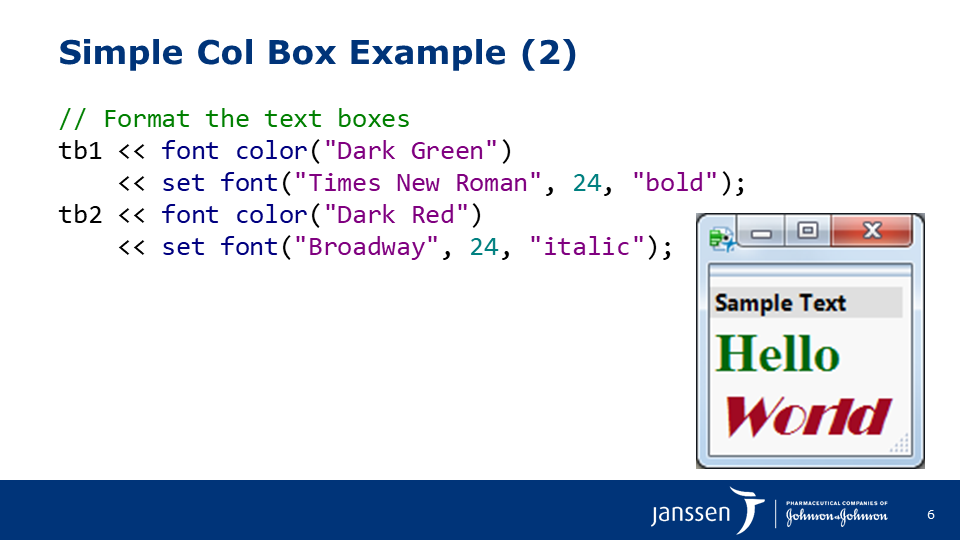 Simple Col Box Example (2)
// Format the text boxes
tb1 << font color("Dark Green")
    << set font("Times New Roman", 24, "bold");
tb2 << font color("Dark Red")
    << set font("Broadway", 24, "italic");
Sample Text
Hello
World
janssen
PHARMACEUTICAL COMPANIES OF
Johnson & Johnson
6